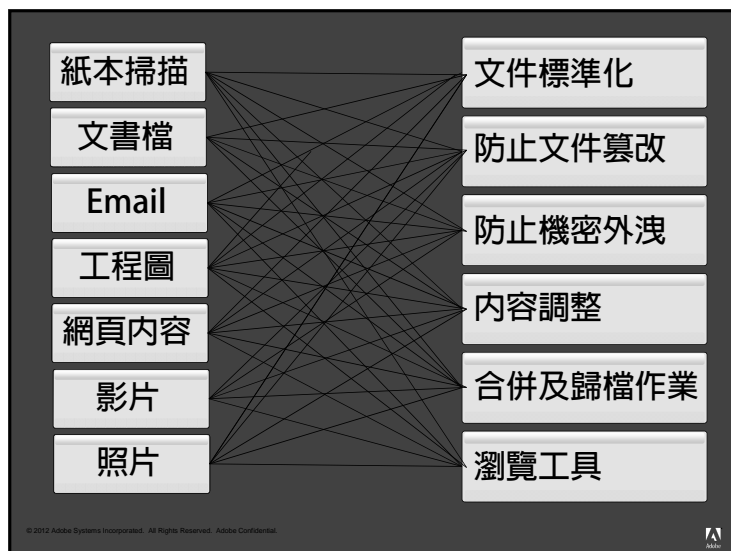 紙本掃描
文書檔
Email
工程圖
網頁內容
影片
照片
文件標準化
防止文件篡改
防止機密外洩
內容調整
合併及歸檔作業
瀏覽工具
© 2012 Adobe Systems Incorporated. All Rights Reserved. Adobe Confidential.
Adobe